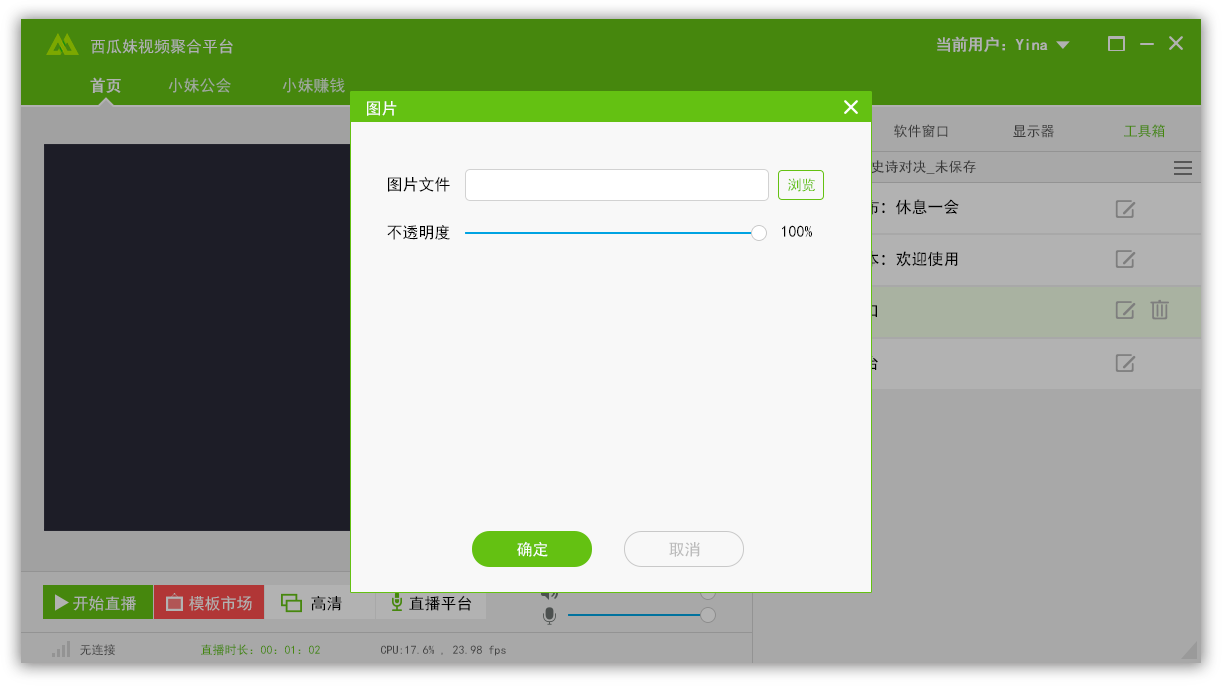 西瓜妹视频聚合平台
当前用户：Yina
首页 小妹公会 小妹赚钱
图片
软件窗口 显示器 工具箱
史诗对决_未保存
图片文件 浏览
：休息一会
不透明度 100%
：欢迎使用
确定 取消
开始直播 模板市场 高清 直播平台
无连接 直播时长：00：01：02 CPU:17.6% , 23.98 fps